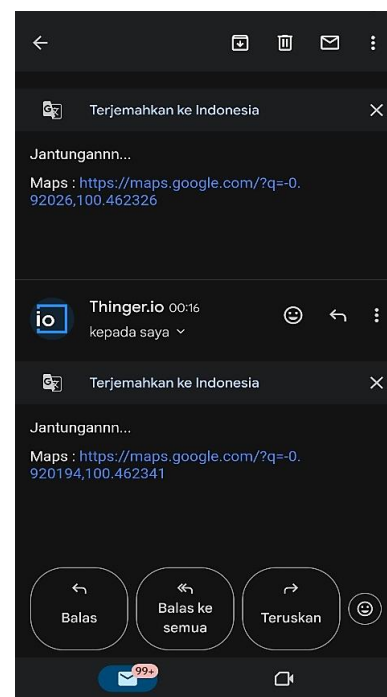 Terjemahkan ke Indonesia
Jantungannn...
Maps : https://maps.google.com/?q=-0.
92026,100.462326
io
Thinger.io 00:16
kepada saya
Terjemahkan ke Indonesia
Jantungannn...
Maps : https://maps.google.com/?q=-0.
920194,100.462341
Balas
Balas ke
semua
Teruskan
99+